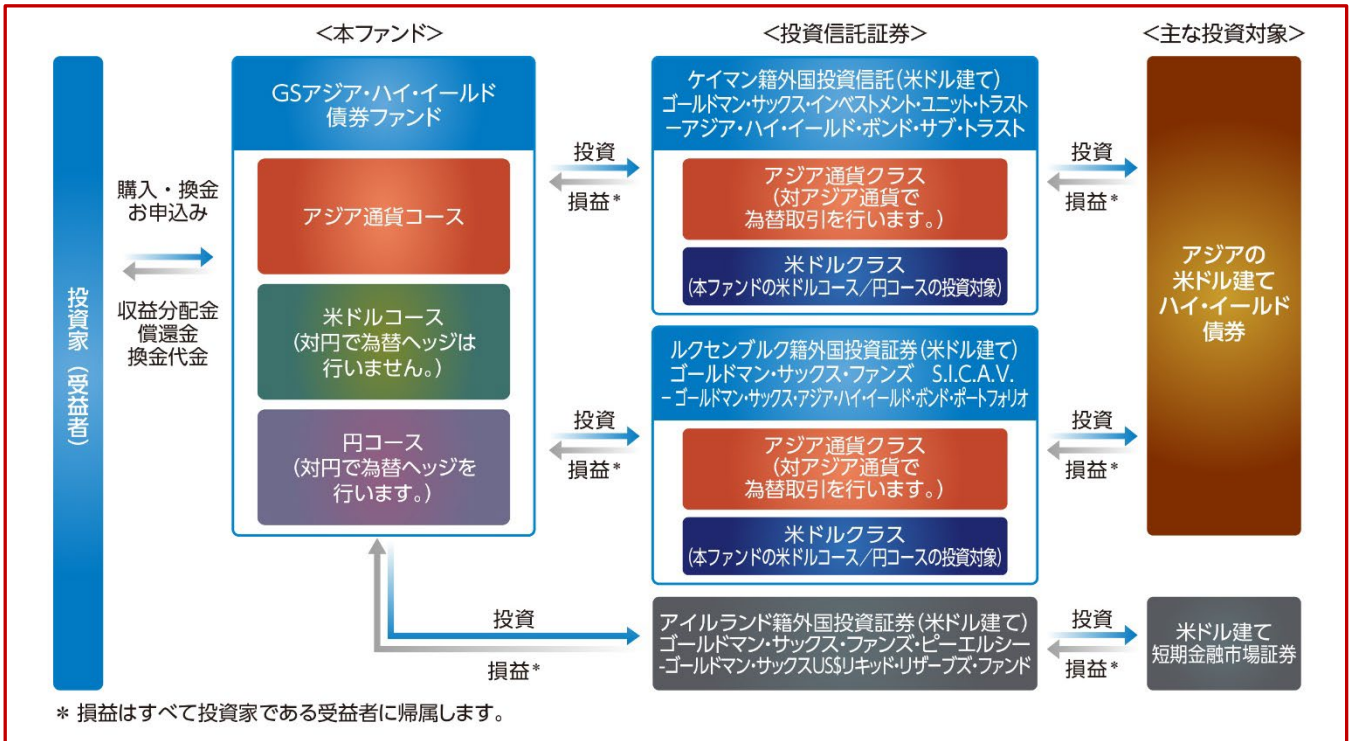 <本ファンド>
<投資信託証券>
<主な投資対象>
投資家（受益者）
購入・換金
お申込み
収益分配金
償還金
換金代金
GSアジア・ハイ・イールド
債券ファンド
アジア通貨コース
米ドルコース
(対円で為替ヘッジは
行いません。)
円コース
(対円で為替ヘッジを
行います。)
投資
損益*
投資
損益*
投資
損益*
ケイマン籍外国投資信託(米ドル建て)
ゴールドマン・サックス・インベストメント・ユニット・トラスト
ーアジア・ハイ・イールド・ボンド・サブ・トラスト
アジア通貨クラス
(対アジア通貨で
為替取引を行います。)
米ドルクラス
(本ファンドの米ドルコース／円コースの投資対象)
ルクセンブルク籍外国投資証券(米ドル建て)
ゴールドマン・サックス・ファンズ S.I.C.A.V.
－ゴールドマン・サックス・アジア・ハイ・イールド・ボンド・ポートフォリオ
アジア通貨クラス
(対アジア通貨で
為替取引を行います。)
米ドルクラス
(本ファンドの米ドルコース／円コースの投資対象)
アイルランド籍外国投資証券(米ドル建て)
ゴールドマン・サックス・ファンズ・ピーエルシー
-ゴールドマン・サックスUS$リキッド・リザーブズ・ファンド
投資
損益*
投資
損益*
投資
損益*
アジアの
米ドル建て
ハイ・イールド
債券
米ドル建て
短期金融市場証券
* 損益はすべて投資家である受益者に帰属します。